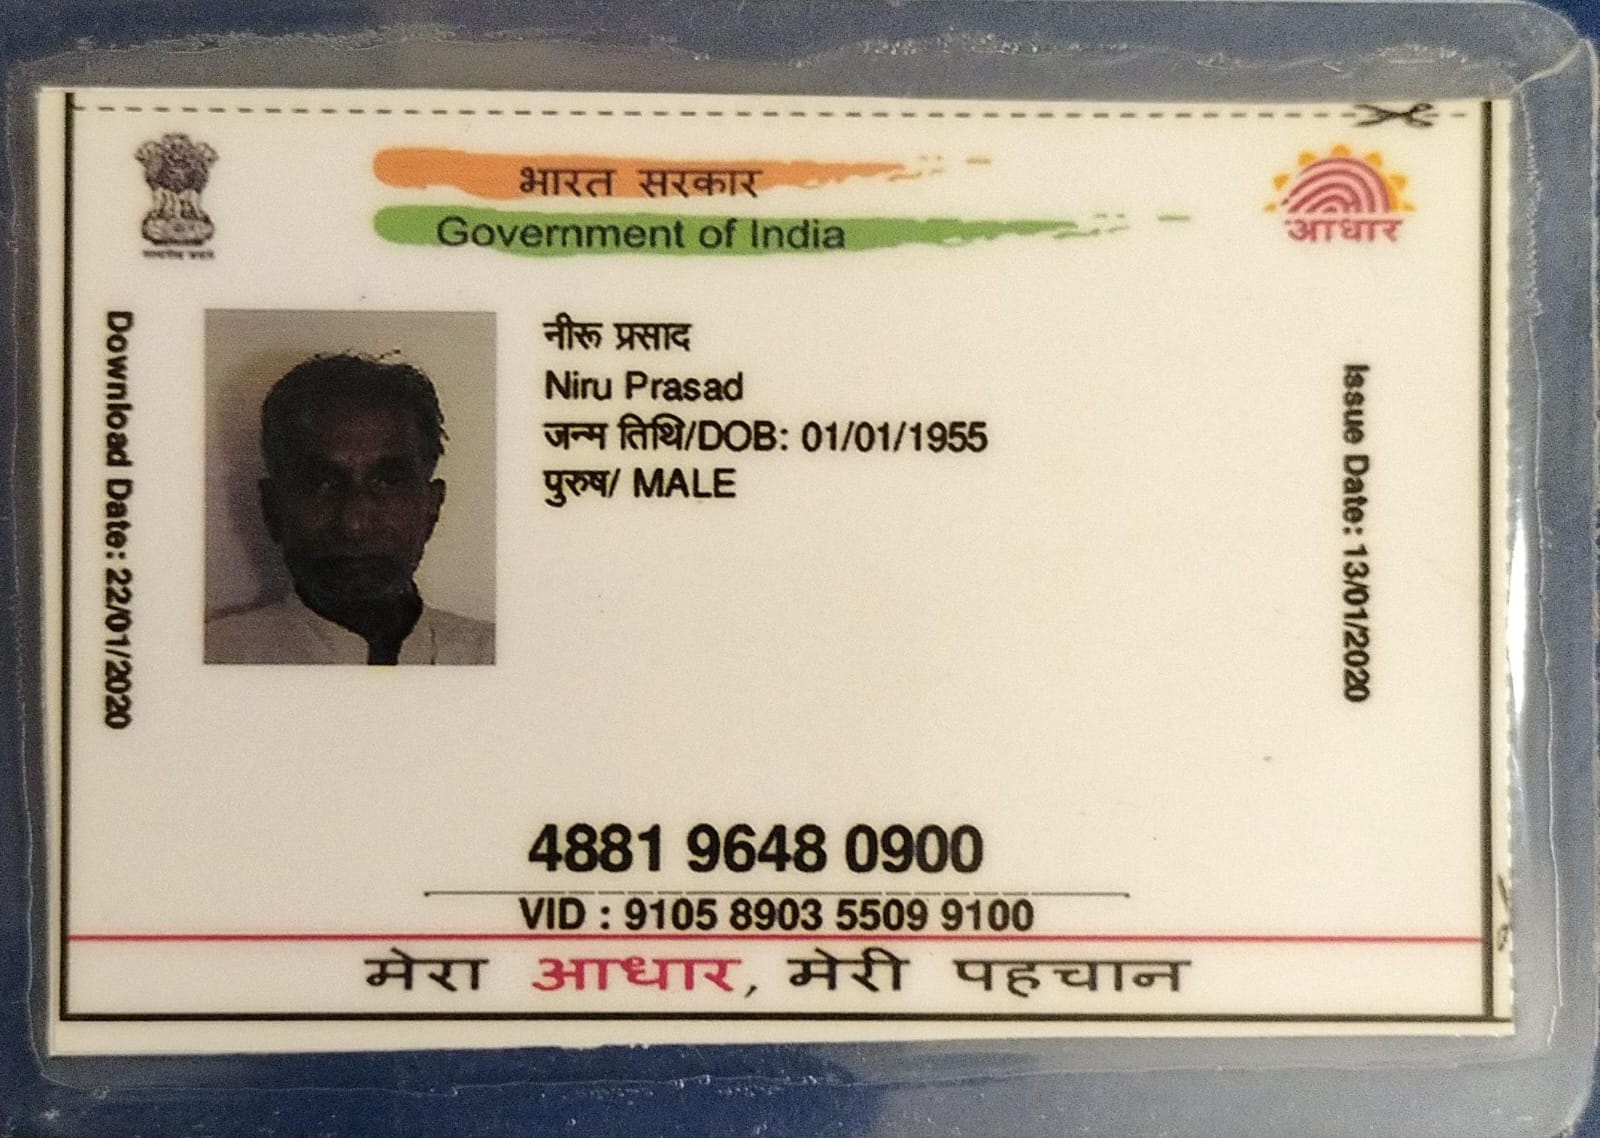 भारत सरकार
Government of India
आधार
Download Date: 22/01/2020
नीरू प्रसाद
Niru Prasad
जन्म तिथि/DOB: 01/01/1955
पुरुष/ MALE
Issue Date: 13/01/2020
4881 9648 0900
VID : 9105 8903 5509 9100
मेरा आधार, मेरी पहचान